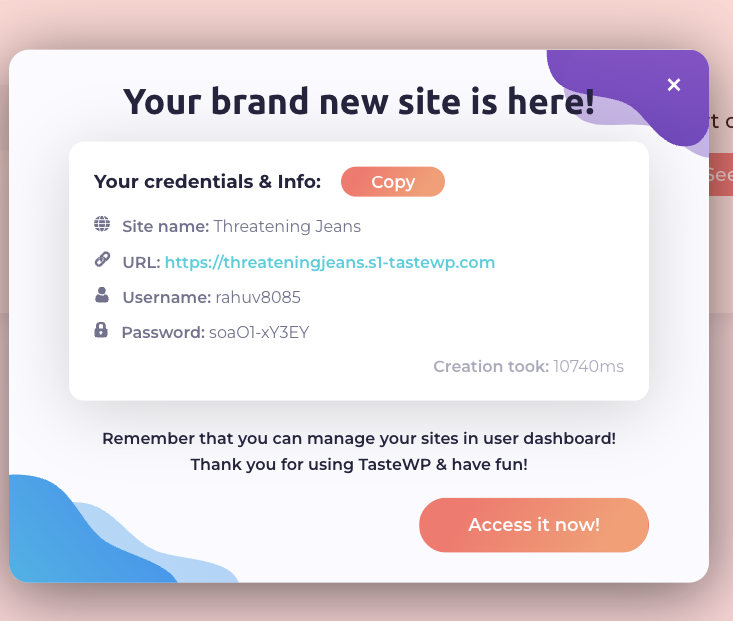 Your brand new site is here!
×
rt o
See
Your credentials & Info:
Copy
Site name: Threatening Jeans
URL: https://threateningjeans.s1-tastewp.com
Username: rahuv8085
Password: soaO1-xY3EY
Creation took: 10740ms
Remember that you can manage your sites in user dashboard!
Thank you for using TasteWP & have fun!
Access it now!